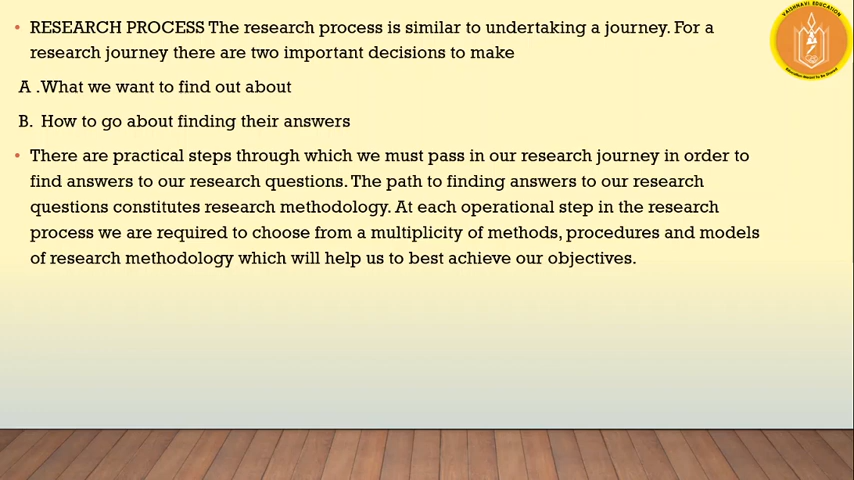 • RESEARCH PROCESS The research process is similar to undertaking a journey. For a
research journey there are two important decisions to make
A .What we want to find out about
B. How to go about finding their answers
• There are practical steps through which we must pass in our research journey in order to
find answers to our research questions. The path to finding answers to our research
questions constitutes research methodology. At each operational step in the research
process we are required to choose from a multiplicity of methods, procedures and models
of research methodology which will help us to best achieve our objectives.
VAISHNAVI EDUCATION